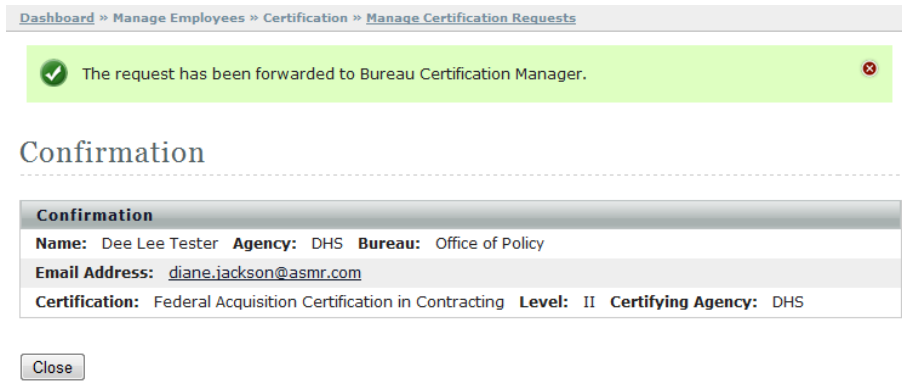 Dashboard » Manage Employees » Certification » Manage Certification Requests
The request has been forwarded to Bureau Certification Manager.
Confirmation
Confirmation
Name: Dee Lee Tester Agency: DHS Bureau: Office of Policy
Email Address: diane.jackson@asmr.com
Certification: Federal Acquisition Certification in Contracting Level: II Certifying Agency: DHS
Close